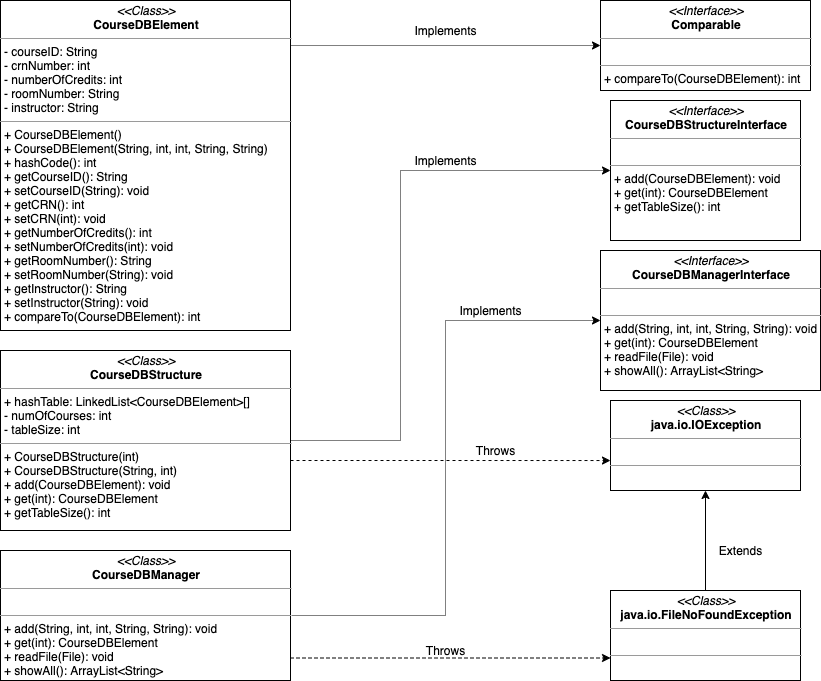 <<Class>>
CourseDBElement
- courseID: String
- crnNumber: int
- numberOfCredits: int
- roomNumber: String
- instructor: String
+ CourseDBElement()
+ CourseDBElement(String, int, int, String, String)
+ hashCode(): int
+ getCourseID(): String
+ setCourseID(String): void
+ getCRN(): int
+ setCRN(int): void
+ getNumberOfCredits(): int
+ setNumberOfCredits(int): void
+ getRoomNumber(): String
+ setRoomNumber(String): void
+ getInstructor(): String
+ setInstructor(String): void
+ compareTo(CourseDBElement): int
Implements
<<Interface>>
Comparable
+ compareTo(CourseDBElement): int
<<Interface>>
CourseDBStructureInterface
+ add(CourseDBElement): void
+ get(int): CourseDBElement
+ getTableSize(): int
Implements
<<Interface>>
CourseDBManagerInterface
+ add(String, int, int, String, String): void
+ get(int): CourseDBElement
+ readFile(File): void
+ showAll(): ArrayList<String>
Implements
<<Class>>
CourseDBStructure
+ hashTable: LinkedList<CourseDBElement>[]
- numOfCourses: int
- tableSize: int
+ CourseDBStructure(int)
+ CourseDBStructure(String, int)
+ add(CourseDBElement): void
+ get(int): CourseDBElement
+ getTableSize(): int
Throws
<<Class>>
java.io.IOException
Extends
<<Class>>
CourseDBManager
+ add(String, int, int, String, String): void
+ get(int): CourseDBElement
+ readFile(File): void
+ showAll(): ArrayList<String>
Throws
<<Class>>
java.io.FileNoFoundException